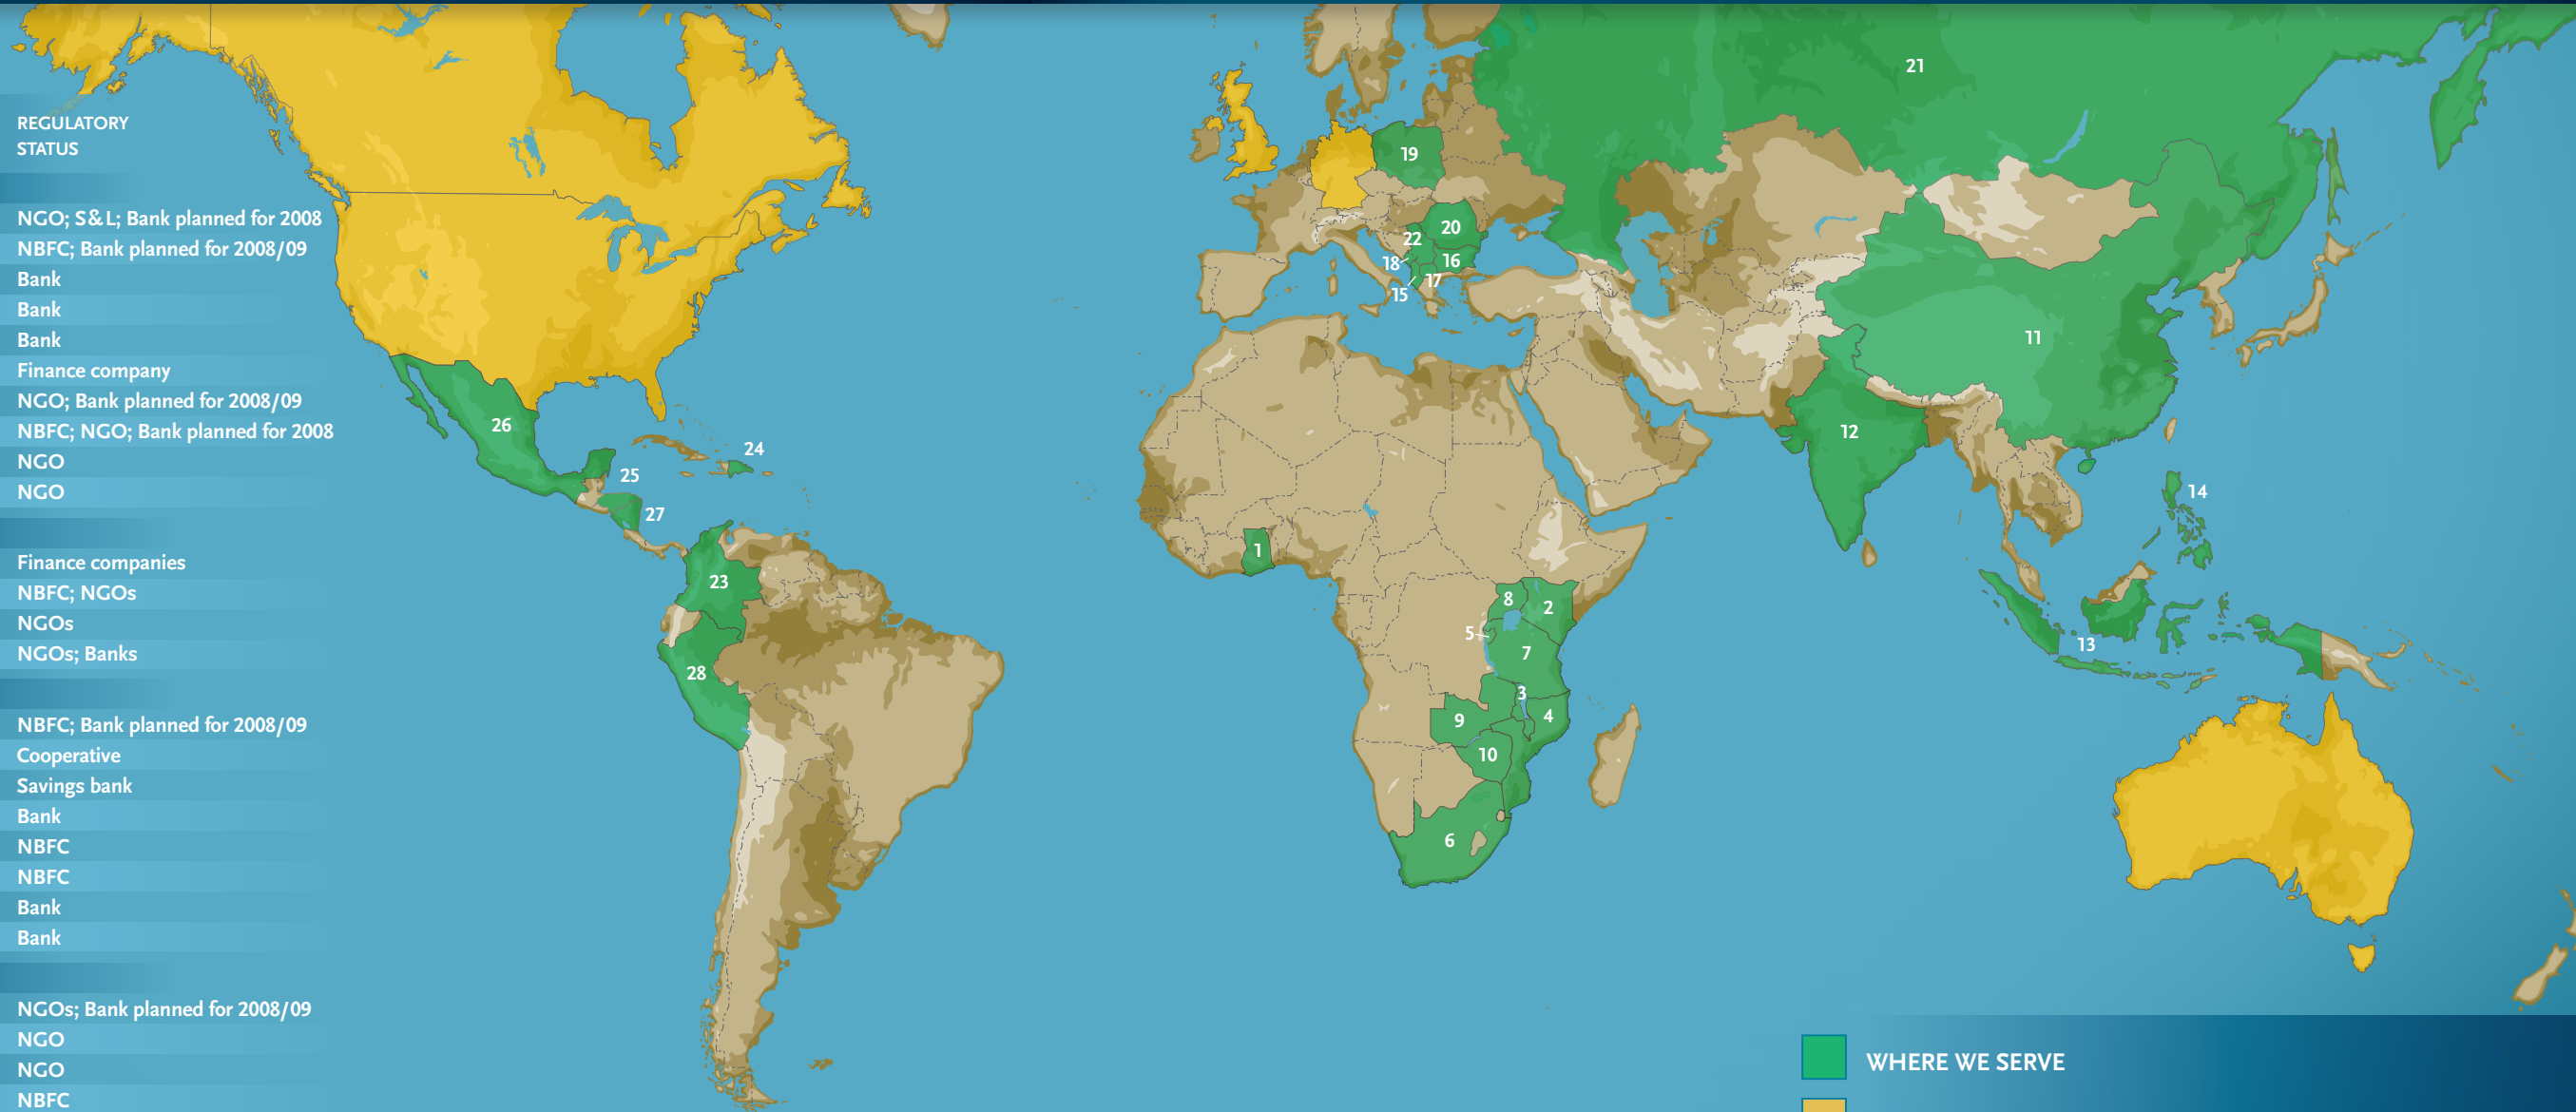 REGULATORY
STATUS
NGO; S&L; Bank planned for 2008
NBFC; Bank planned for 2008/09
Bank
Bank
Bank
Finance company
NGO; Bank planned for 2008/09
NBFC; NGO; Bank planned for 2008
NGO
NGO
Finance companies
NBFC; NGOs
NGOs
NGOs; Banks
NBFC; Bank planned for 2008/09
Cooperative
Savings bank
Bank
NBFC
NBFC
Bank
Bank
NGOs; Bank planned for 2008/09
NGO
NGO
NBFC
26
24
25
27
23
28
21
19
20
22
18
16
17
15
11
12
14
13
1
8
2
5
7
3
9
4
10
6
WHERE WE SERVE